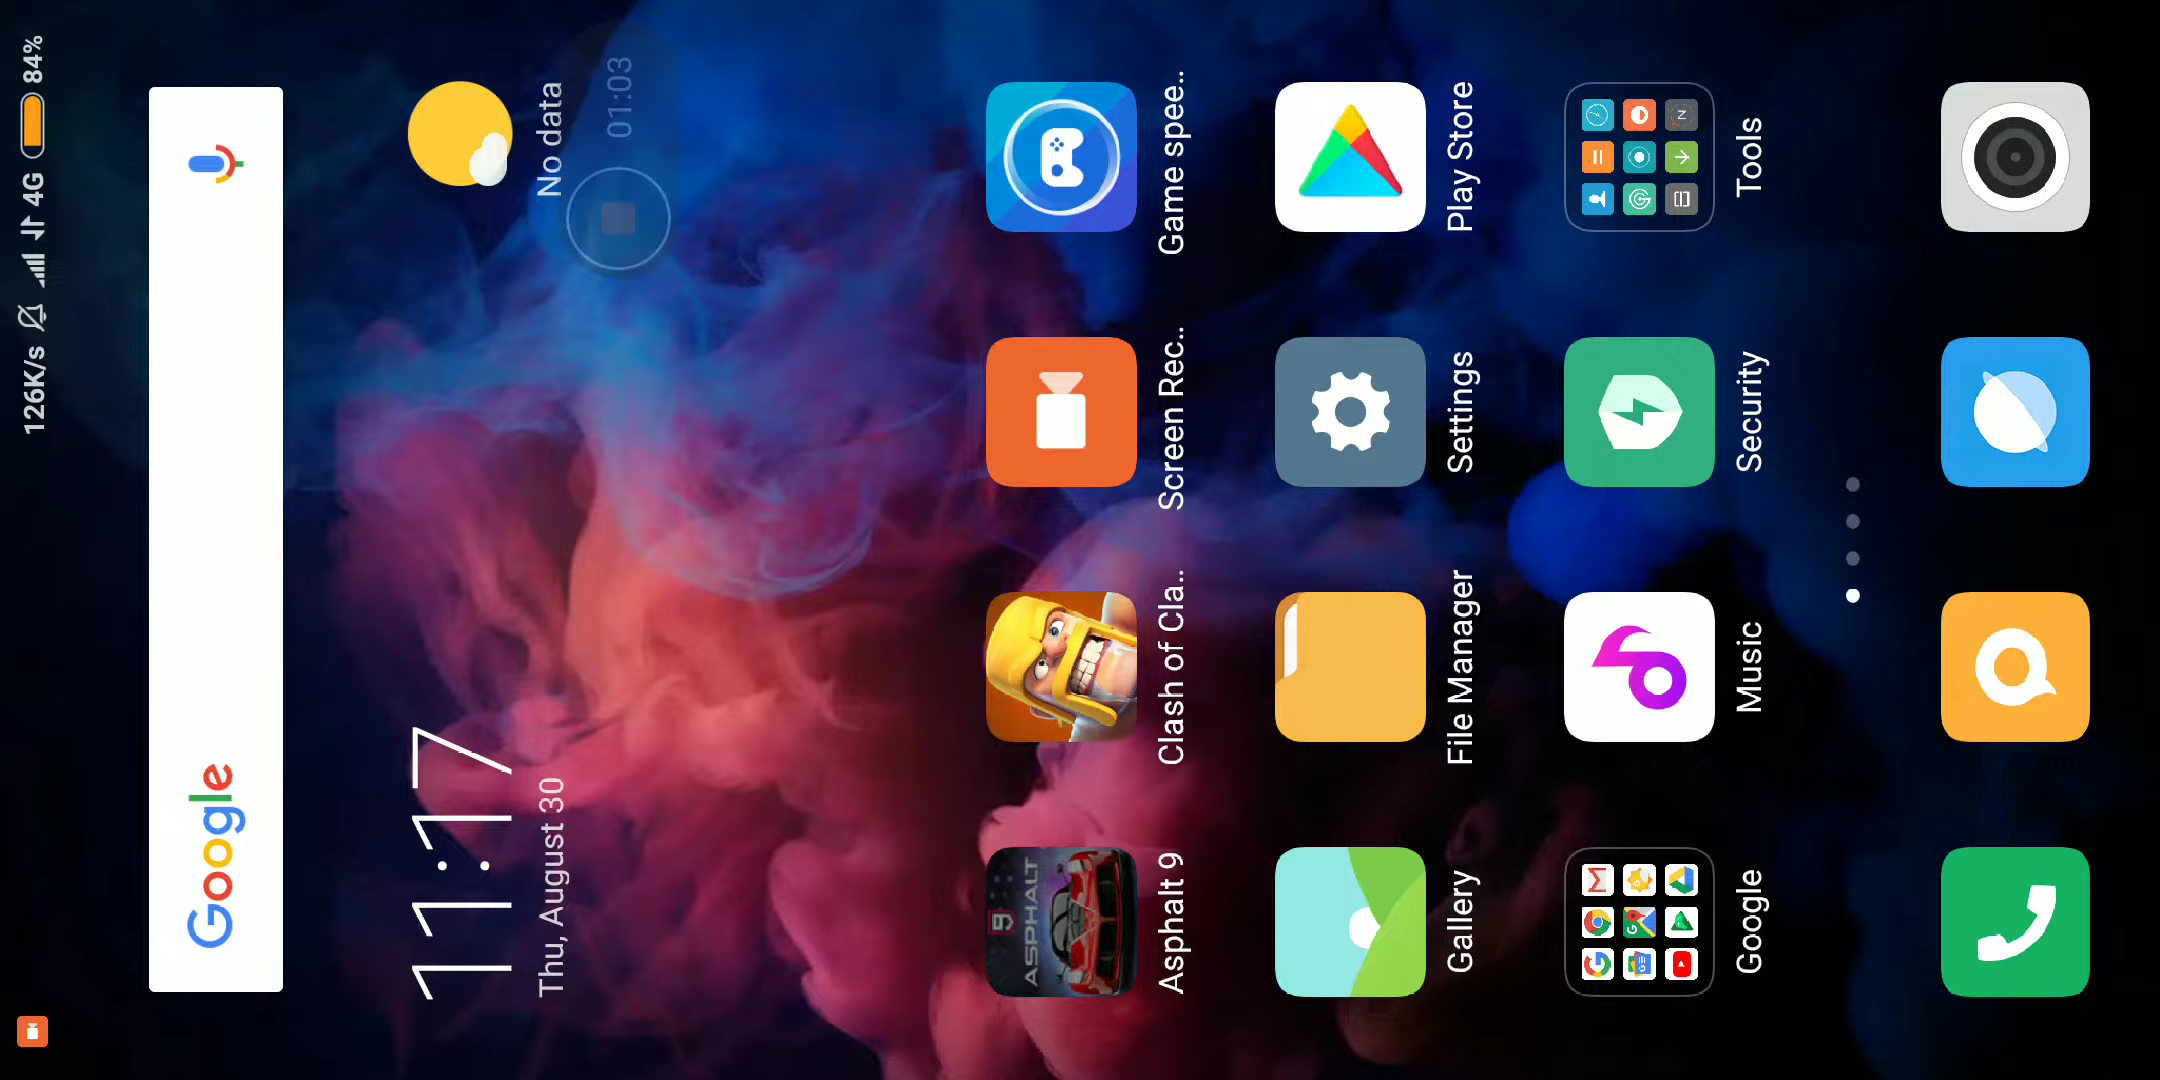 126K/s 4G 84%
Google
11:17
Thu, August 30
No data
01:03
ASPHALT 9
Asphalt 9
Clash of Cla..
Screen Rec..
Game spee..
Gallery
File Manager
Settings
Play Store
Google
Music
Security
Tools